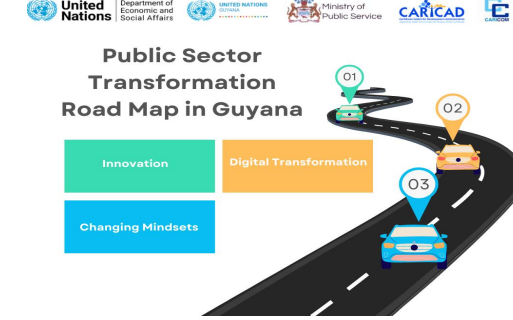 United
Nations
Department of
Economic and
Social Affairs
UNITED NATIONS
GUYANA
Ministry of
Public Service
CARICAD
CARICOM
Public Sector
Transformation
Road Map in Guyana
01
02
03
Innovation
Digital Transformation
Changing Mindsets